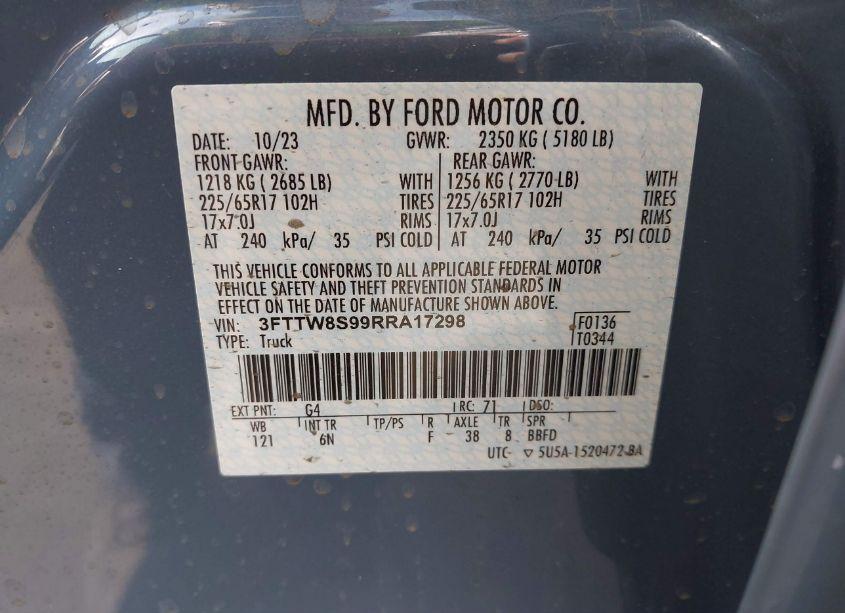 MFD. BY FORD MOTOR CO.
DATE: 10/23 GVWR: 2350 KG ( 5180 LB)
FRONT GAWR: REAR GAWR:
1218 KG ( 2685 LB) WITH 1256 KG ( 2770 LB) WITH
225/65R17 102H TIRES 225/65R17 102H TIRES
17x7.0J RIMS 17x7.0J RIMS
AT 240 kPa/ 35 PSI COLD AT 240 kPa/ 35 PSI COLD
THIS VEHICLE CONFORMS TO ALL APPLICABLE FEDERAL MOTOR
VEHICLE SAFETY AND THEFT PREVENTION STANDARDS IN
EFFECT ON THE DATE OF MANUFACTURE SHOWN ABOVE.
VIN: 3FTTW8S99RRA17298 F0136
TYPE: Truck T0344
EXT PNT: G4 RC: 71 DSO:
WB INT TR TP/PS R AXLE TR SPR
121 6N F 38 8 BBFD
UTC- ▽ 5U5A-1520472-BA